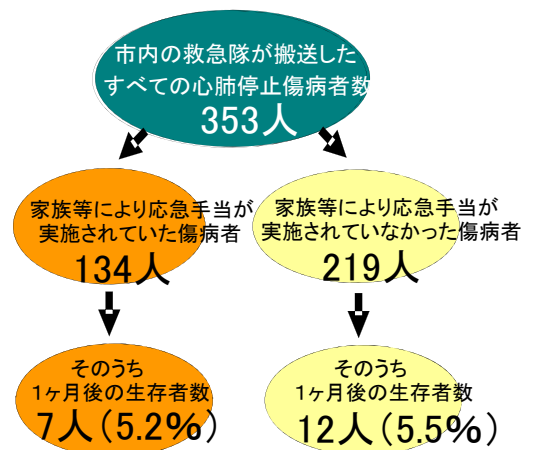 市内の救急隊が搬送した
すべての心肺停止傷病者数
353人
家族等により応急手当が
実施されていた傷病者
134人
家族等により応急手当が
実施されていなかった傷病者
219人
そのうち
1ヶ月後の生存者数
7人(5.2%)
そのうち
1ヶ月後の生存者数
12人(5.5%)